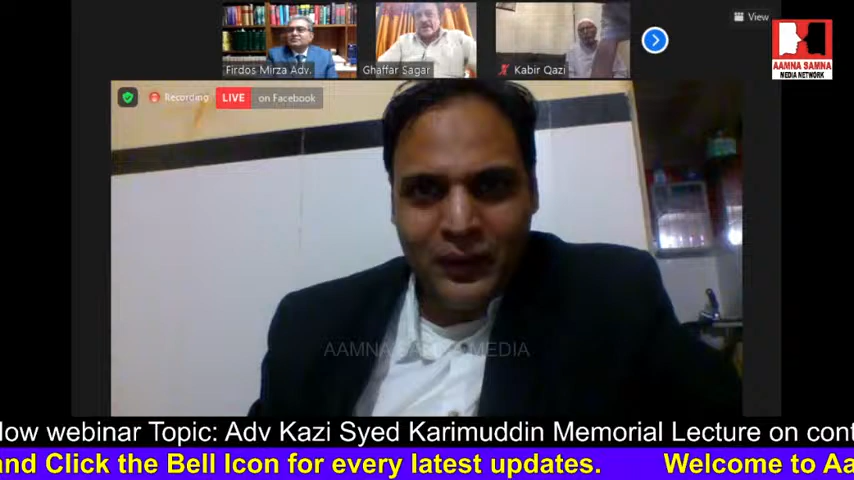 View
AAMNA SAMNA
MEDIA NETWORK
Firdos Mirza Adv.
Ghaffar Sagar
Kabir Qazi
Recording
LIVE on Facebook
AAMNA SAMNA MEDIA
low webinar Topic: Adv Kazi Syed Karimuddin Memorial Lecture on cont
and Click the Bell Icon for every latest updates. Welcome to Aa